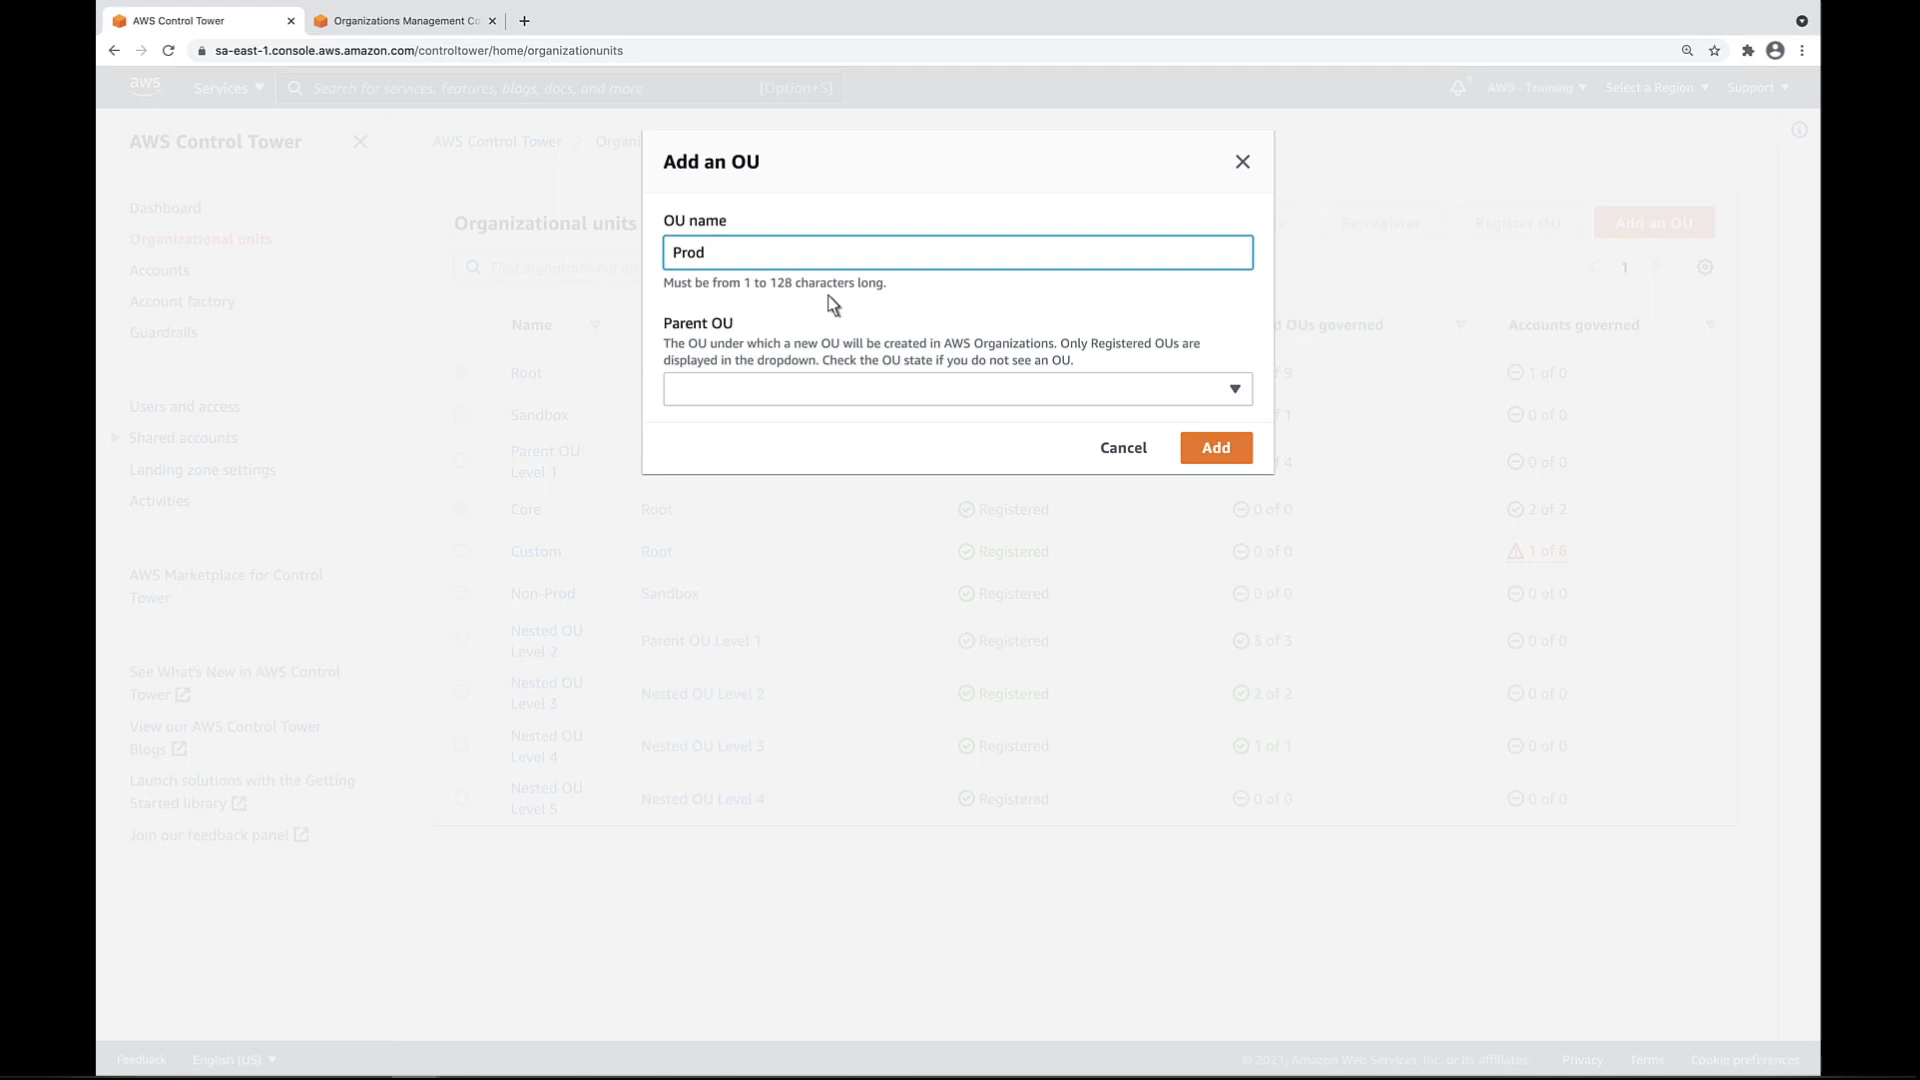 AWS Control Tower
Organizations Management Co
sa-east-1.console.aws.amazon.com/controltower/home/organizationunits
aws
Services
Search for services, features, blogs, docs, and more
[Option+S]
AWS - Training
Select a Region
Support
AWS Control Tower
Dashboard
Organizational units
Accounts
Account factory
Guardrails
Users and access
Shared accounts
Landing zone settings
Activities
AWS Marketplace for Control
Tower
See What's New in AWS Control
Tower
View our AWS Control Tower
Blogs
Launch solutions with the Getting
Started library
Join our feedback panel
AWS Control Tower
Organi
Add an OU
OU name
Prod
Must be from 1 to 128 characters long.
Parent OU
The OU under which a new OU will be created in AWS Organizations. Only Registered OUs are
displayed in the dropdown. Check the OU state if you do not see an OU.
Cancel
Add
Organizational units
Re-register
Register OU
Add an OU
Find organizational un
1
Name
d OUs governed
Accounts governed
Root
f 9
1 of 0
Sandbox
f 1
0 of 0
Parent OU
Level 1
f 4
0 of 0
Core
Root
Registered
0 of 0
2 of 2
Custom
Root
Registered
0 of 0
1 of 6
Non-Prod
Sandbox
Registered
0 of 0
0 of 0
Nested OU
Level 2
Parent OU Level 1
Registered
3 of 3
0 of 0
Nested OU
Level 3
Nested OU Level 2
Registered
2 of 2
0 of 0
Nested OU
Level 4
Nested OU Level 3
Registered
1 of 1
0 of 0
Nested OU
Level 5
Nested OU Level 4
Registered
0 of 0
0 of 0
Feedback
English (US)
© 2021, Amazon Web Services, Inc. or its affiliates.
Privacy
Terms
Cookie preferences